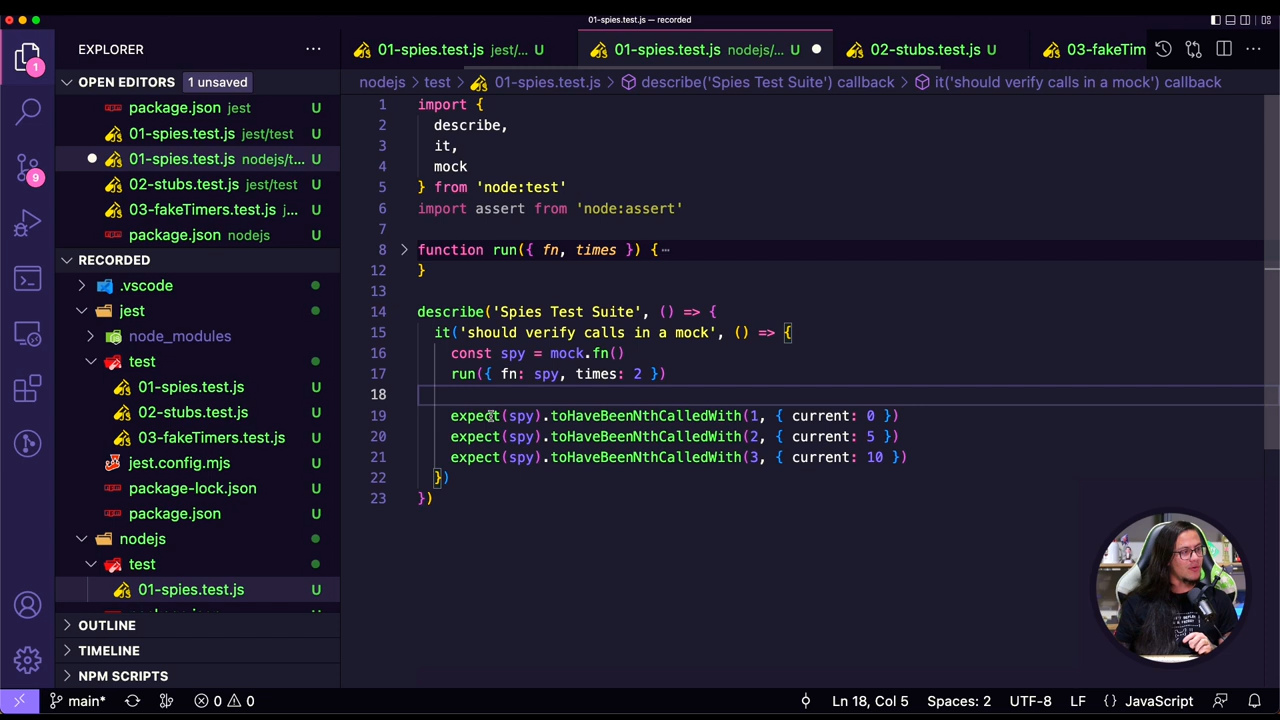 01-spies.test.js — recorded
EXPLORER
01-spies.test.js jest/... U
01-spies.test.js nodejs/... U
02-stubs.test.js U
03-fakeTim
OPEN EDITORS 1 unsaved
nodejs > test > 01-spies.test.js > describe('Spies Test Suite') callback > it('should verify calls in a mock') callback
1
9
package.json jest U
01-spies.test.js jest/test U
01-spies.test.js nodejs/t... U
02-stubs.test.js jest/test U
03-fakeTimers.test.js j... U
package.json nodejs U
RECORDED
.vscode
jest
node_modules
test
01-spies.test.js U
02-stubs.test.js U
03-fakeTimers.test.js U
jest.config.mjs U
package-lock.json U
package.json U
nodejs
test
01-spies.test.js U
OUTLINE
TIMELINE
NPM SCRIPTS
1 import {
2 describe,
3 it,
4 mock
5 } from 'node:test'
6 import assert from 'node:assert'
7
8 function run({ fn, times }) {⋯
12 }
13
14 describe('Spies Test Suite', () => {
15 it('should verify calls in a mock', () => {
16 const spy = mock.fn()
17 run({ fn: spy, times: 2 })
18
19 expect(spy).toHaveBeenNthCalledWith(1, { current: 0 })
20 expect(spy).toHaveBeenNthCalledWith(2, { current: 5 })
21 expect(spy).toHaveBeenNthCalledWith(3, { current: 10 })
22 })
23 })
main* 0 0 Ln 18, Col 5 Spaces: 2 UTF-8 LF {} JavaScript